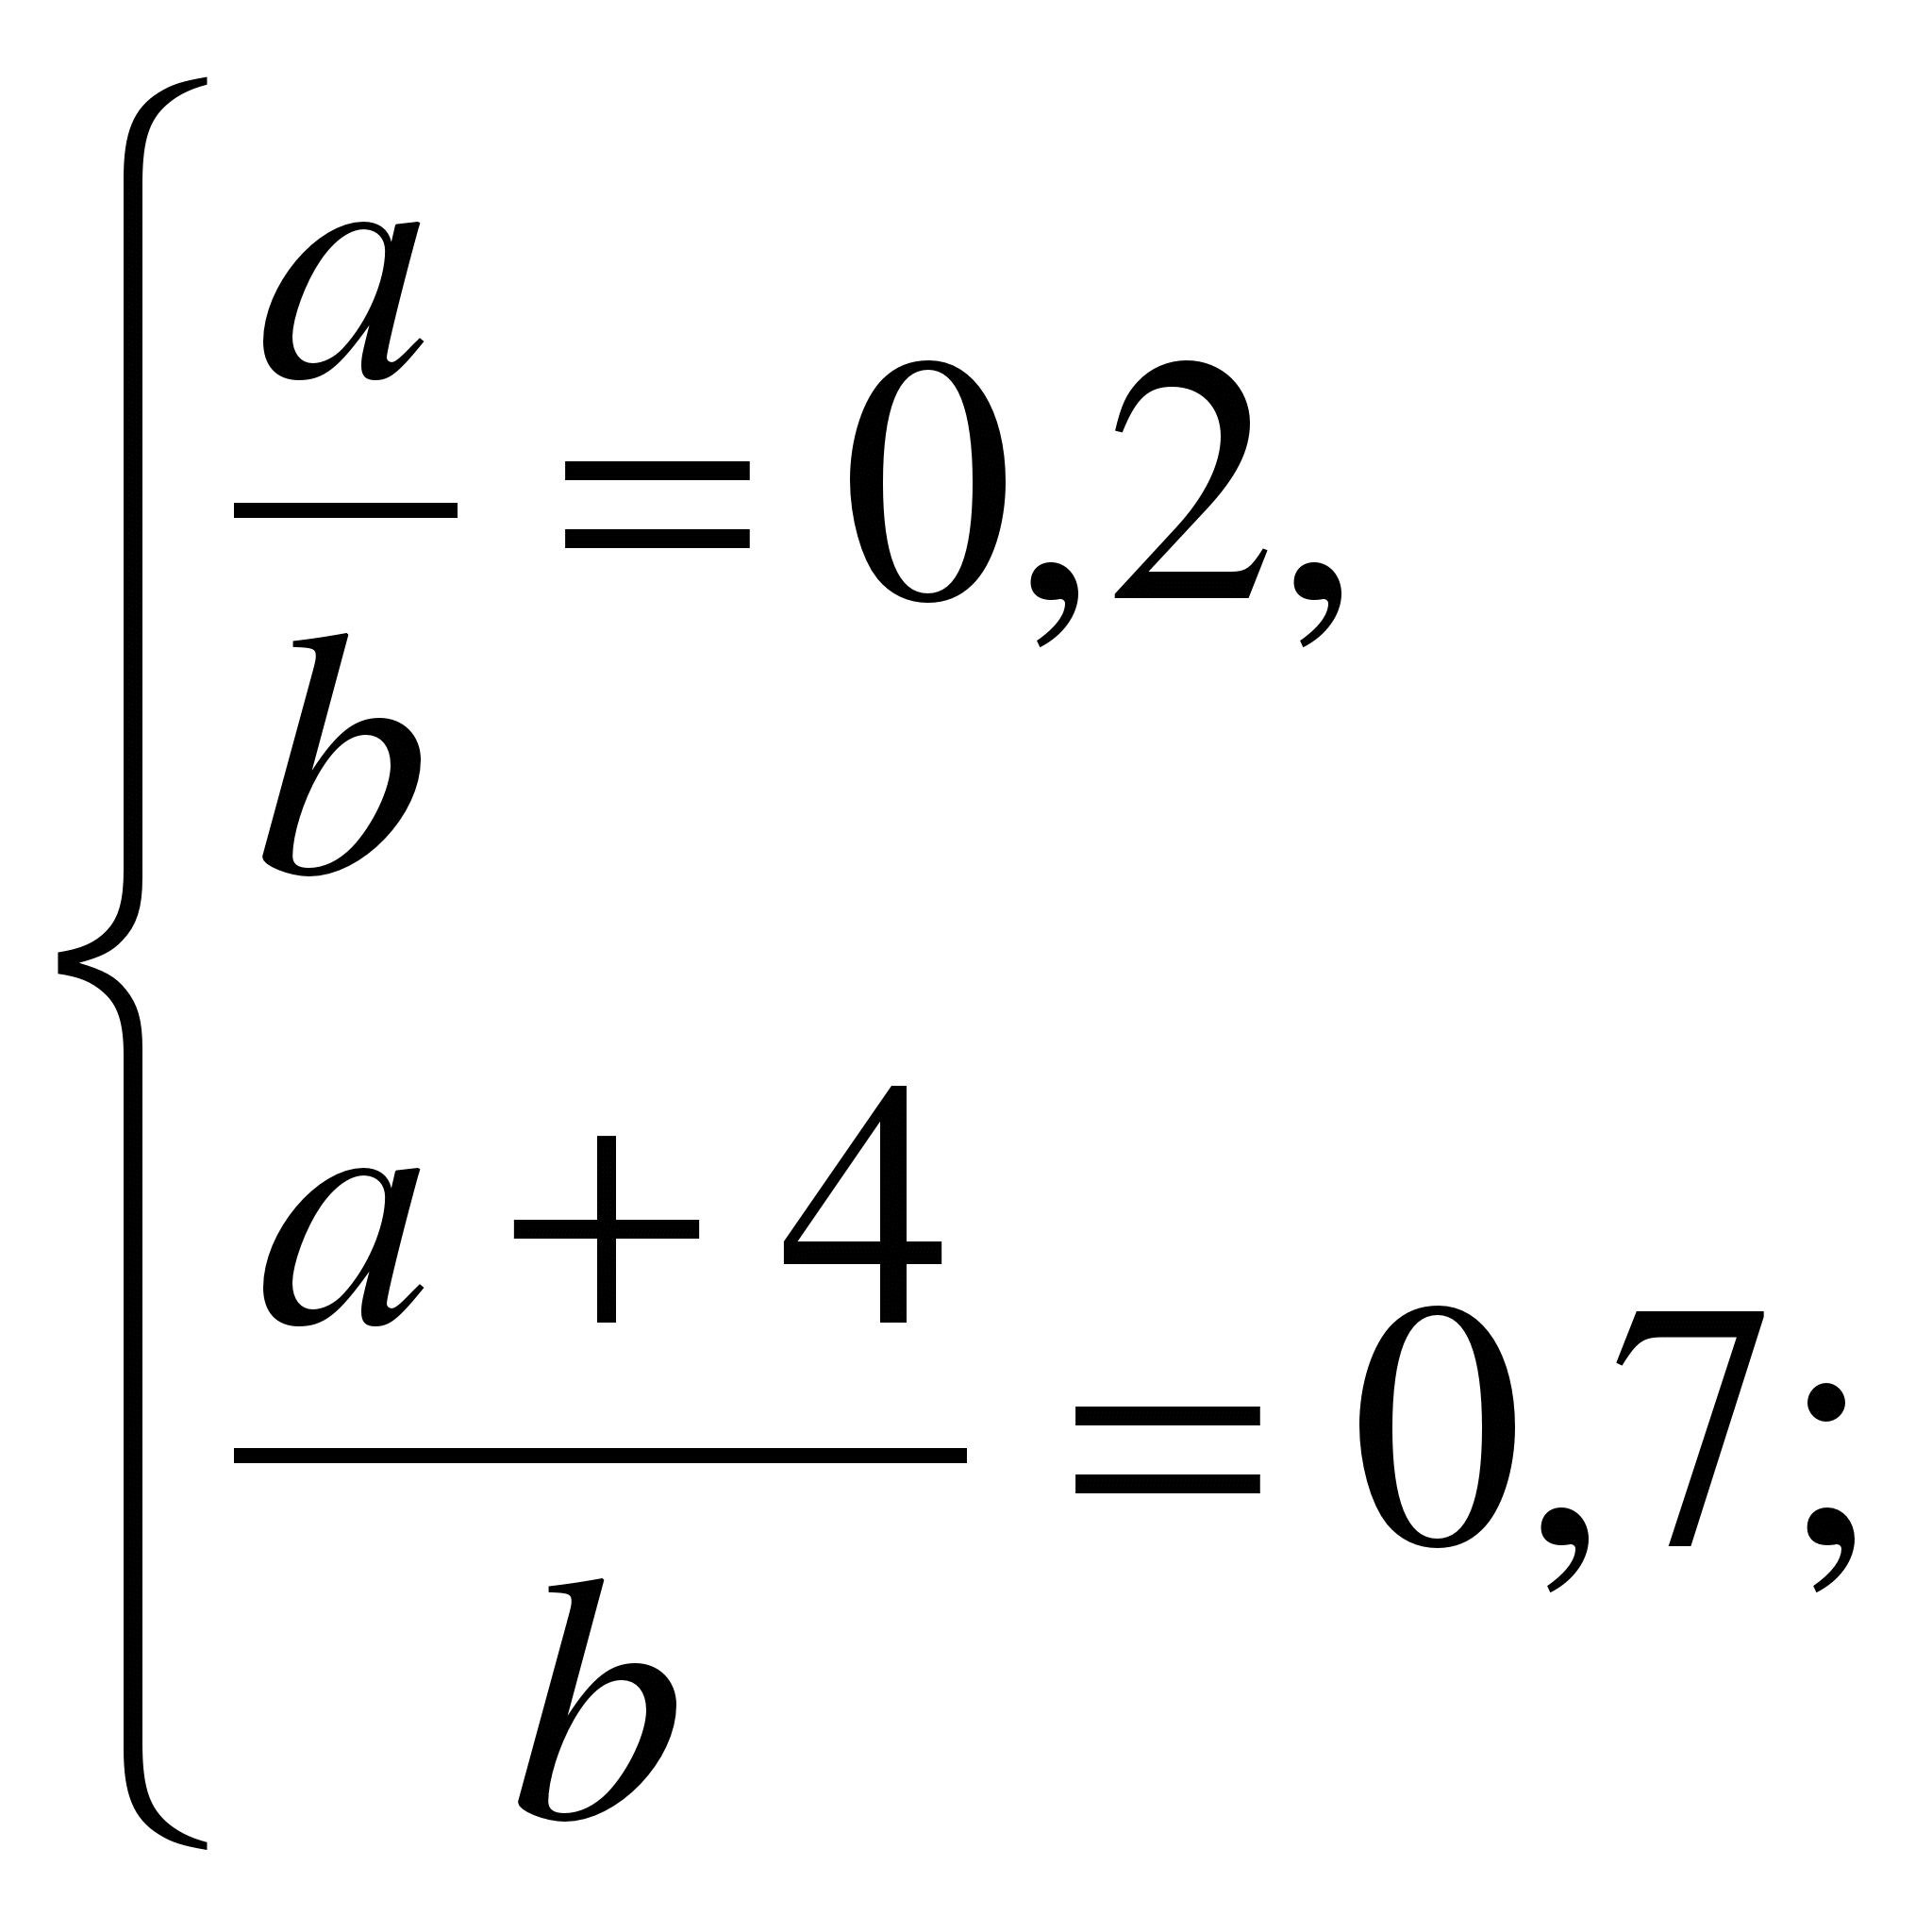 a/b = 0,2,
(a + 4)/b = 0,7;